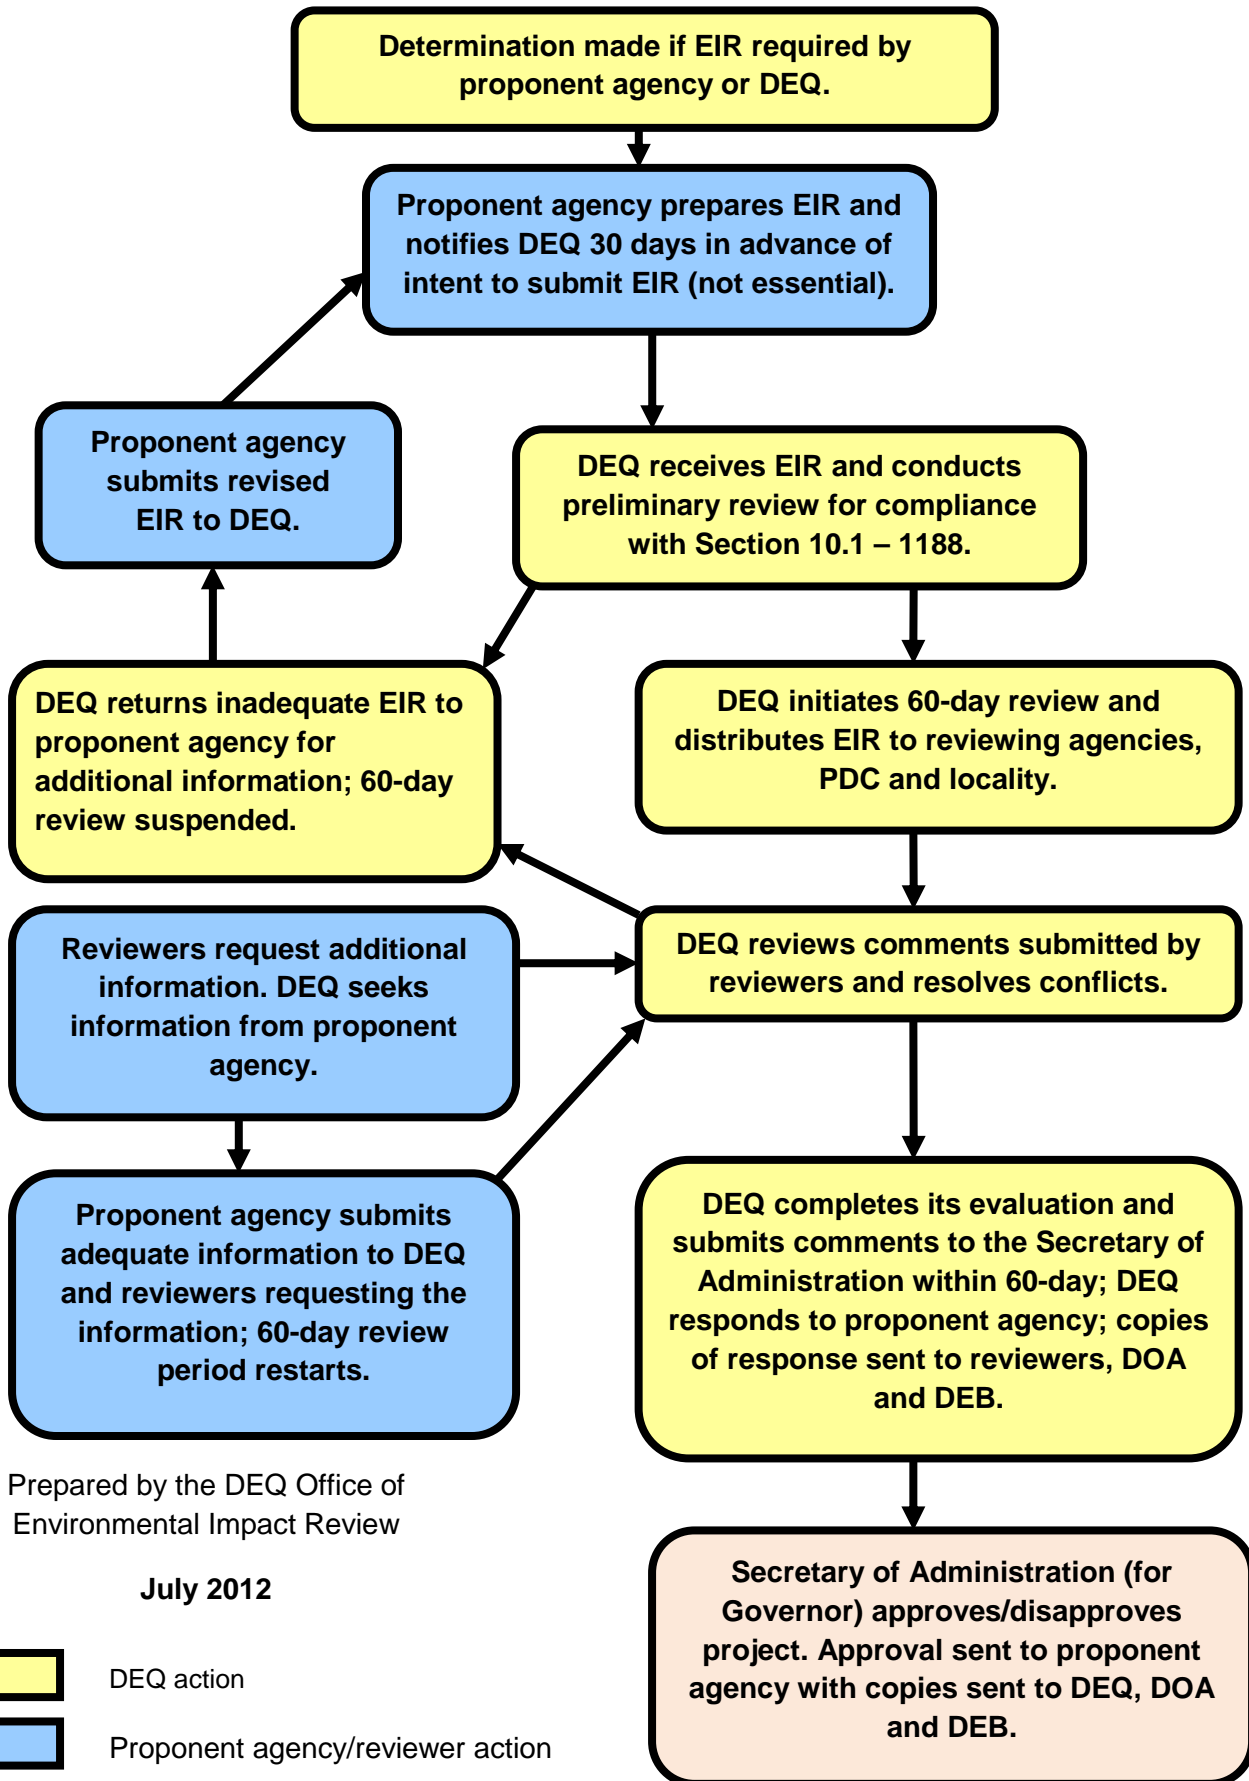 Determination made if EIR required by
proponent agency or DEQ.
Proponent agency prepares EIR and
notifies DEQ 30 days in advance of
intent to submit EIR (not essential).
Proponent agency
submits revised
EIR to DEQ.
DEQ receives EIR and conducts
preliminary review for compliance
with Section 10.1 – 1188.
DEQ returns inadequate EIR to
proponent agency for
additional information; 60-day
review suspended.
DEQ initiates 60-day review and
distributes EIR to reviewing agencies,
PDC and locality.
Reviewers request additional
information. DEQ seeks
information from proponent
agency.
DEQ reviews comments submitted by
reviewers and resolves conflicts.
Proponent agency submits
adequate information to DEQ
and reviewers requesting the
information; 60-day review
period restarts.
DEQ completes its evaluation and
submits comments to the Secretary of
Administration within 60-day; DEQ
responds to proponent agency; copies
of response sent to reviewers, DOA
and DEB.
Prepared by the DEQ Office of
Environmental Impact Review
July 2012
Secretary of Administration (for
Governor) approves/disapproves
project. Approval sent to proponent
agency with copies sent to DEQ, DOA
and DEB.
DEQ action
Proponent agency/reviewer action